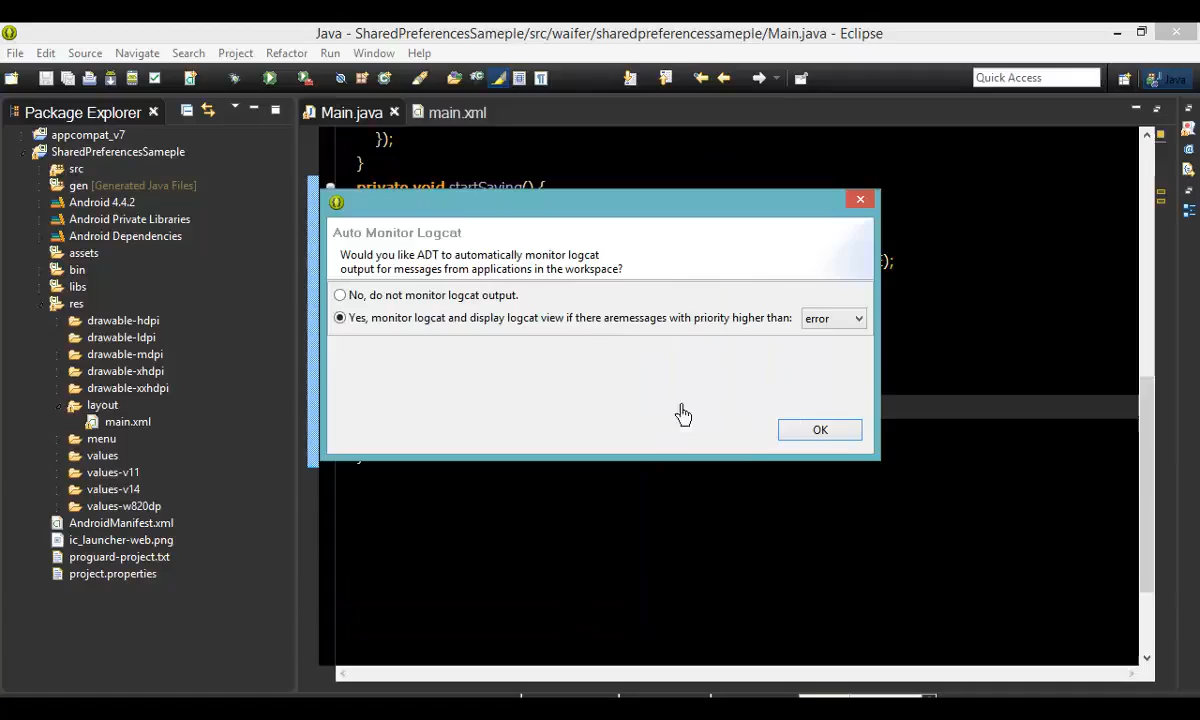 Java - SharedPreferencesSameple/src/waifer/sharedpreferencessameple/Main.java - Eclipse
File Edit Source Navigate Search Project Refactor Run Window Help
Quick Access
Java
Package Explorer
Main.java
main.xml
appcompat_v7
SharedPreferencesSameple
src
gen [Generated Java Files]
Android 4.4.2
Android Private Libraries
Android Dependencies
assets
bin
libs
res
drawable-hdpi
drawable-ldpi
drawable-mdpi
drawable-xhdpi
drawable-xxhdpi
layout
main.xml
menu
values
values-v11
values-v14
values-w820dp
AndroidManifest.xml
ic_launcher-web.png
proguard-project.txt
project.properties
});
}
private void startSaving() {
);
Auto Monitor Logcat
Would you like ADT to automatically monitor logcat
output for messages from applications in the workspace?
No, do not monitor logcat output.
Yes, monitor logcat and display logcat view if there aremessages with priority higher than:
error
OK